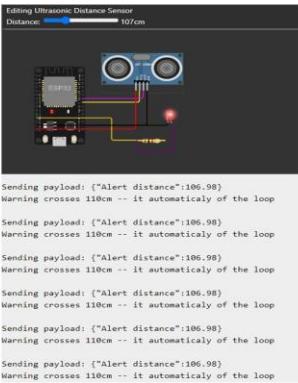 Editing Ultrasonic Distance Sensor
Distance: 107cm
ESP32
Sending payload: {"Alert distance":106.98}
Warning crosses 110cm -- it automaticaly of the loop
Sending payload: {"Alert distance":106.98}
Warning crosses 110cm -- it automaticaly of the loop
Sending payload: {"Alert distance":106.98}
Warning crosses 110cm -- it automaticaly of the loop
Sending payload: {"Alert distance":106.98}
Warning crosses 110cm -- it automaticaly of the loop
Sending payload: {"Alert distance":106.98}
Warning crosses 110cm -- it automaticaly of the loop
Sending payload: {"Alert distance":106.98}
Warning crosses 110cm -- it automaticaly of the loop